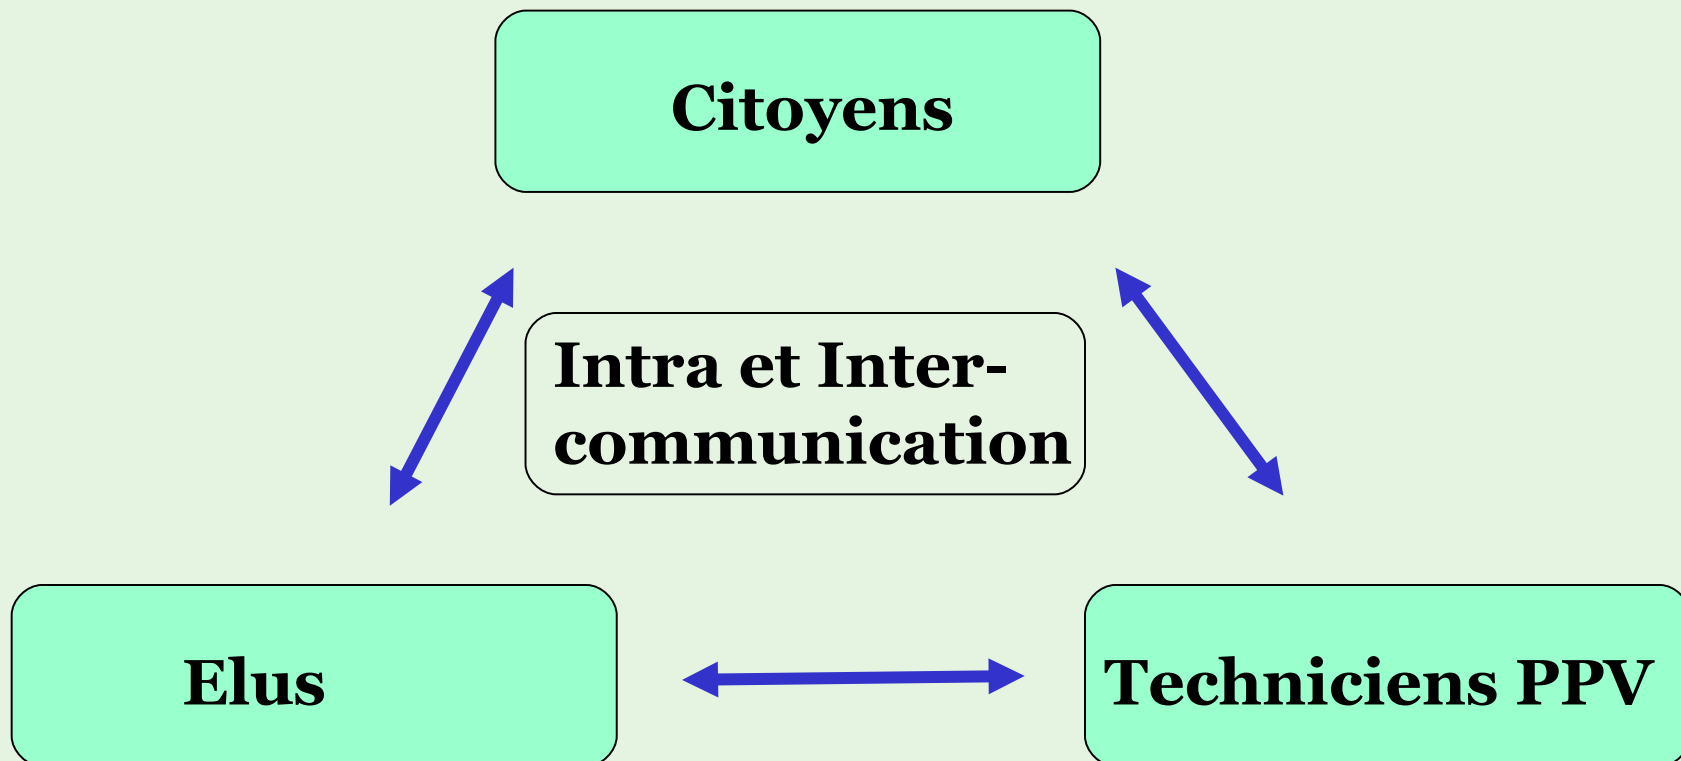 Citoyens
Intra et Inter-
communication
Elus
Techniciens PPV